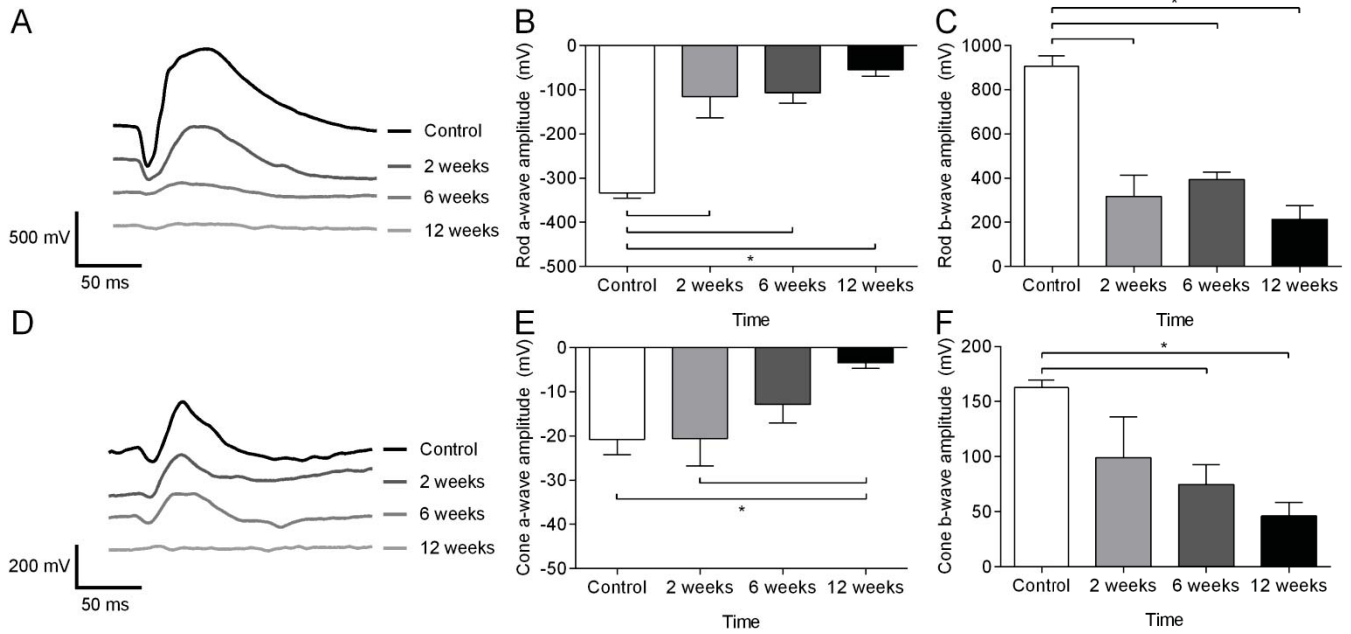 A
Control
2 weeks
6 weeks
12 weeks
500 mV
50 ms
B
Rod a-wave amplitude (mV)
0
-100
-200
-300
-400
-500
*
Control 2 weeks 6 weeks 12 weeks
Time
C
Rod b-wave amplitude (mV)
*
1000
800
600
400
200
0
Control 2 weeks 6 weeks 12 weeks
Time
D
Control
2 weeks
6 weeks
12 weeks
200 mV
50 ms
E
Cone a-wave amplitude (mV)
0
-10
-20
-30
-40
-50
*
Control 2 weeks 6 weeks 12 weeks
Time
F
Cone b-wave amplitude (mV)
200
150
100
50
0
*
Control 2 weeks 6 weeks 12 weeks
Time